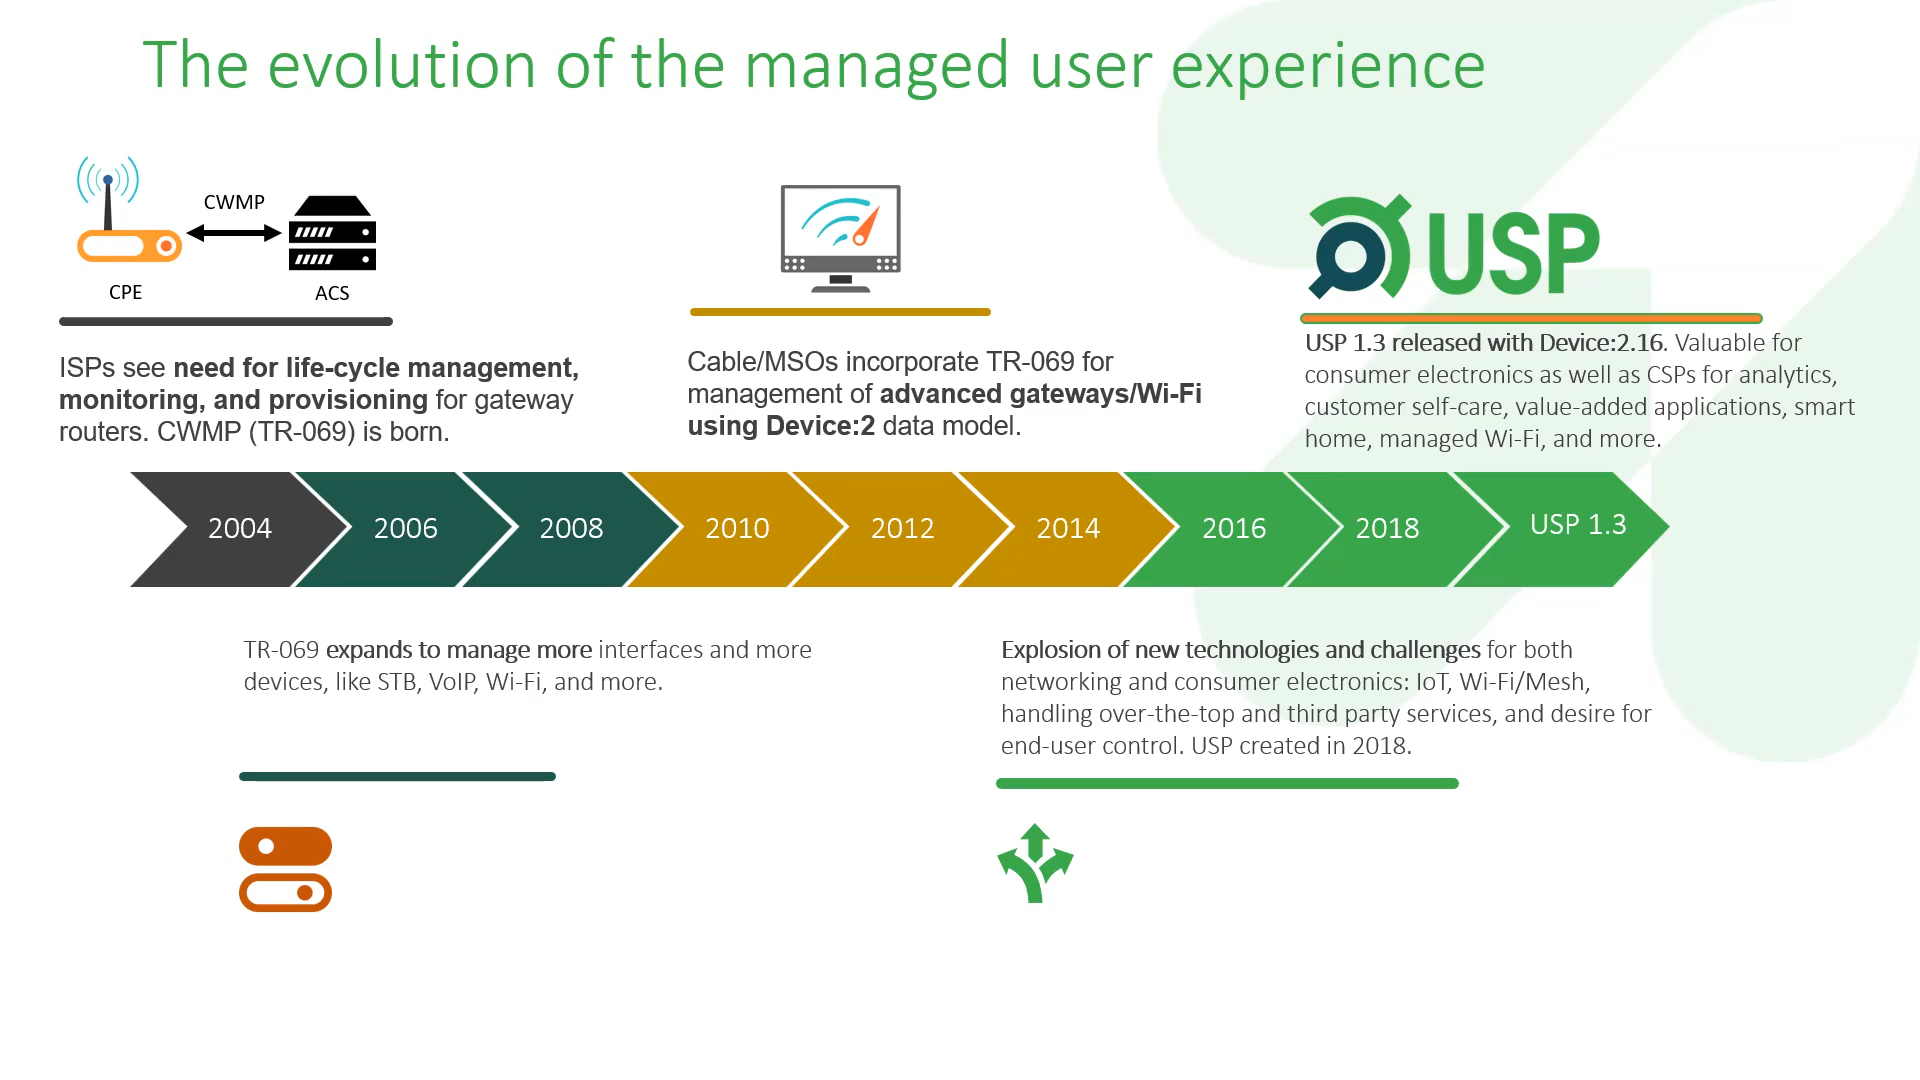 The evolution of the managed user experience
CWMP
CPE
ACS
ISPs see need for life-cycle management,
monitoring, and provisioning for gateway
routers. CWMP (TR-069) is born.
Cable/MSOs incorporate TR-069 for
management of advanced gateways/Wi-Fi
using Device:2 data model.
USP
USP 1.3 released with Device:2.16. Valuable for
consumer electronics as well as CSPs for analytics,
customer self-care, value-added applications, smart
home, managed Wi-Fi, and more.
2004
2006
2008
2010
2012
2014
2016
2018
USP 1.3
TR-069 expands to manage more interfaces and more
devices, like STB, VoIP, Wi-Fi, and more.
Explosion of new technologies and challenges for both
networking and consumer electronics: IoT, Wi-Fi/Mesh,
handling over-the-top and third party services, and desire for
end-user control. USP created in 2018.